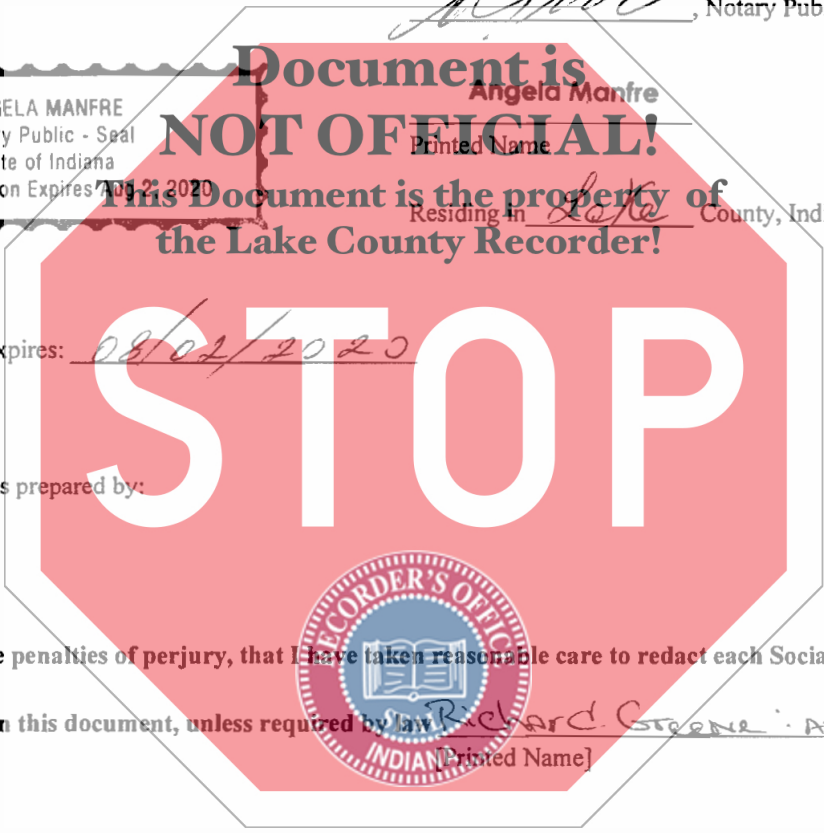 , Notary Pub
Document is
NOT OFFICIAL!
This Document is the property of
the Lake County Recorder!
ELA MANFRE
y Public - Seal
te of Indiana
on Expires Aug 2, 2020
Angela Manfre
Printed Name
Residing in Lake County, Ind
xpires: 08/02/2020
STOP
s prepared by:
RECORDER'S OFFICE
SEAL
INDIANA
e penalties of perjury, that I have taken reasonable care to redact each Socia
n this document, unless required by law Richard Greene
[Printed Name]